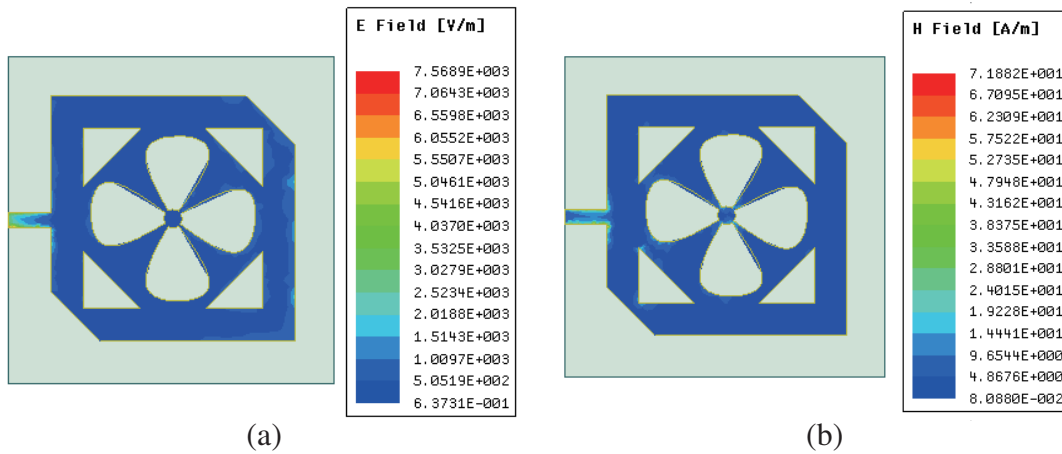 E Field [V/m]
7.5689E+003
7.0643E+003
6.5598E+003
6.0552E+003
5.5507E+003
5.0461E+003
4.5416E+003
4.0370E+003
3.5325E+003
3.0279E+003
2.5234E+003
2.0188E+003
1.5143E+003
1.0097E+003
5.0519E+002
6.3731E-001
(a)
H Field [A/m]
7.1882E+001
6.7095E+001
6.2309E+001
5.7522E+001
5.2735E+001
4.7948E+001
4.3162E+001
3.8375E+001
3.3588E+001
2.8801E+001
2.4015E+001
1.9228E+001
1.4441E+001
9.6544E+000
4.8676E+000
8.0880E-002
(b)